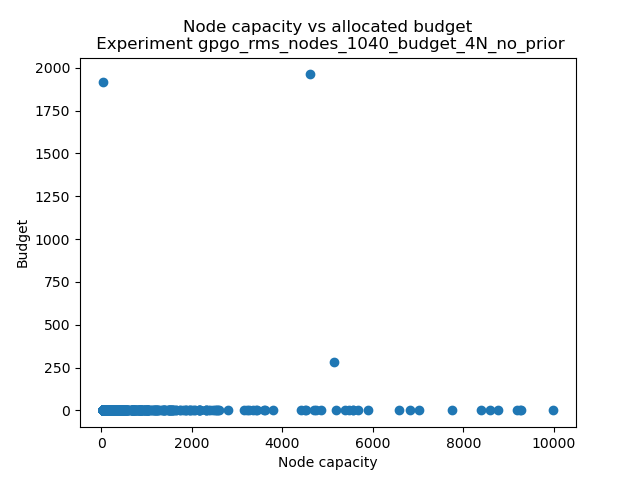 Node capacity vs allocated budget
Experiment gpgo_rms_nodes_1040_budget_4N_no_prior
2000
1750
1500
1250
1000
750
500
250
0
Budget
0 2000 4000 6000 8000 10000
Node capacity